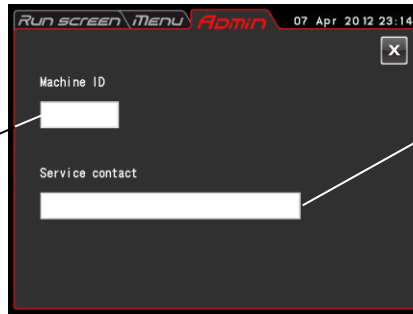 Run screen Menu Admin 07 Apr 2012 23:14
X
Machine ID
Service contact